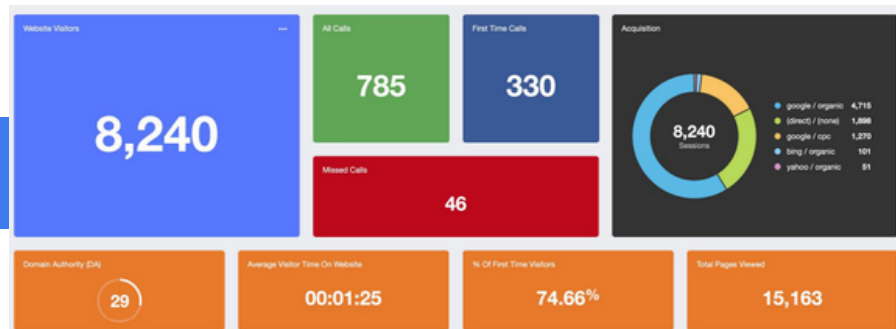 Website Visitors
8,240
All Calls
785
First Time Calls
330
Missed Calls
46
Acquisition
8,240
Sessions
google / organic 4,715
(direct) / (none) 1,898
google / cpc 1,270
bing / organic 101
yahoo / organic 51
Domain Authority (DA)
29
Average Visitor Time On Website
00:01:25
% Of First Time Visitors
74.66%
Total Pages Viewed
15,163